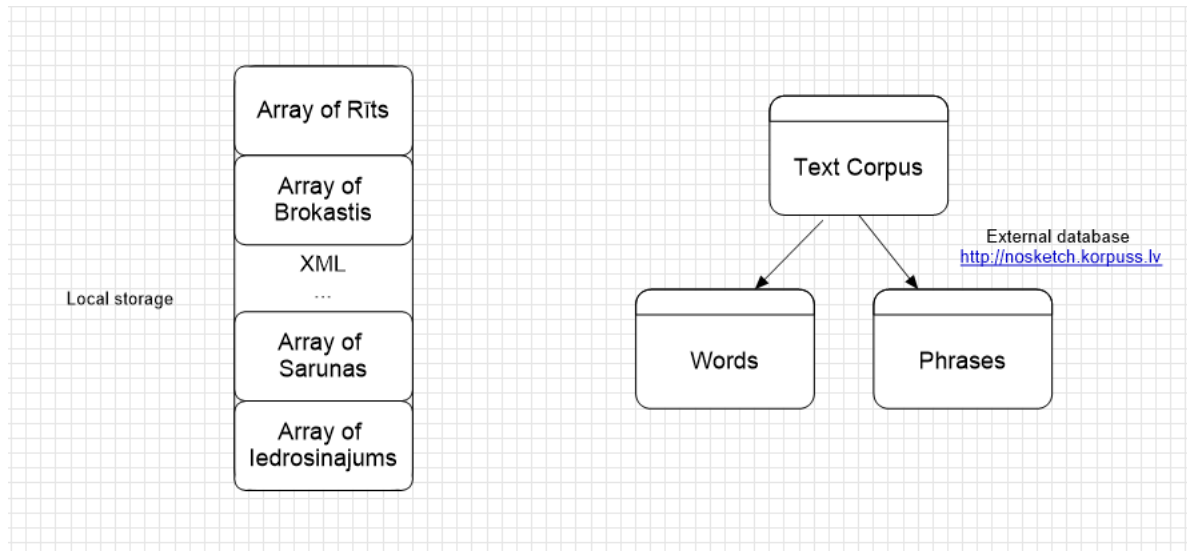 Array of Rīts
Array of
Brokastis
XML
...
Local storage
Array of
Sarunas
Array of
Iedrosinajums
Text Corpus
External database
http://nosketch.korpuss.lv
Words
Phrases